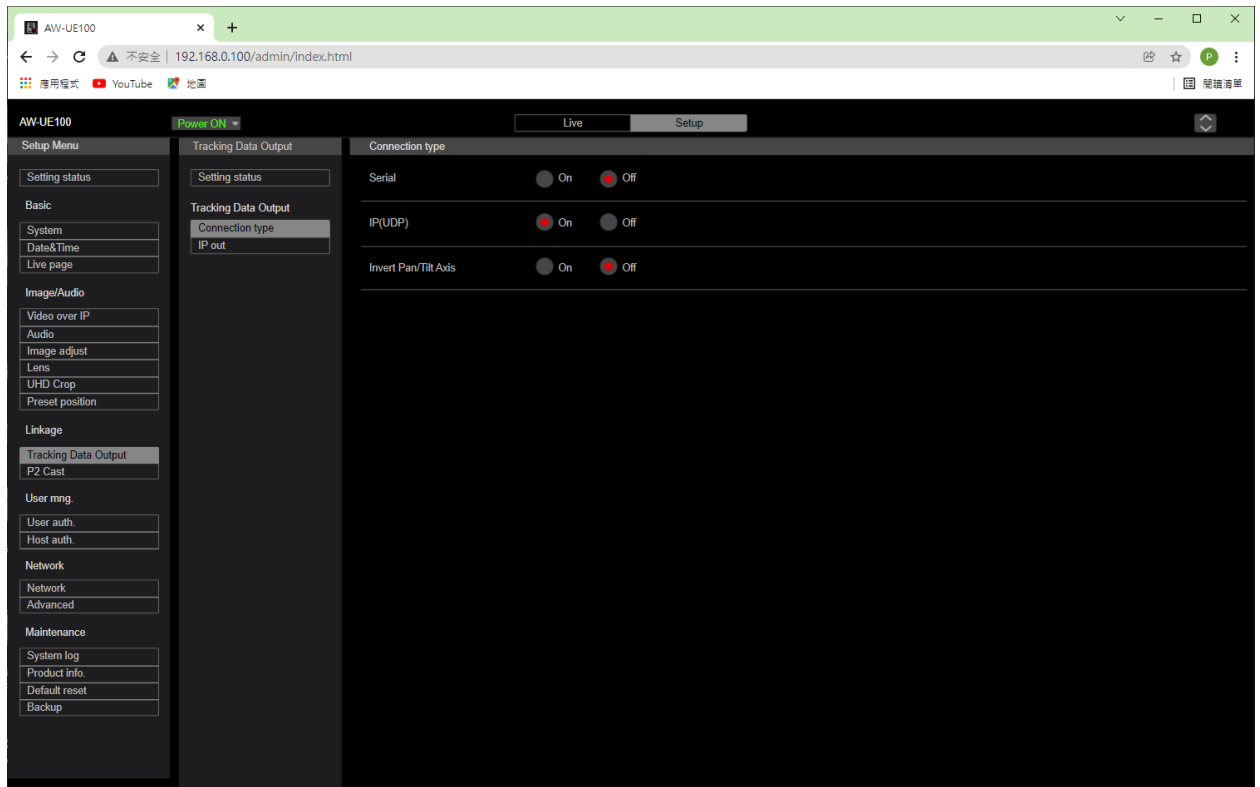 AW-UE100
不安全 | 192.168.0.100/admin/index.html
P
應用程式 YouTube 地圖 閱讀清單
AW-UE100 Power ON Live Setup
Setup Menu
Setting status
Basic
System
Date&Time
Live page
Image/Audio
Video over IP
Audio
Image adjust
Lens
UHD Crop
Preset position
Linkage
Tracking Data Output
P2 Cast
User mng.
User auth.
Host auth.
Network
Network
Advanced
Maintenance
System log
Product info.
Default reset
Backup
Tracking Data Output
Setting status
Tracking Data Output
Connection type
IP out
Connection type
Serial On Off
IP(UDP) On Off
Invert Pan/Tilt Axis On Off